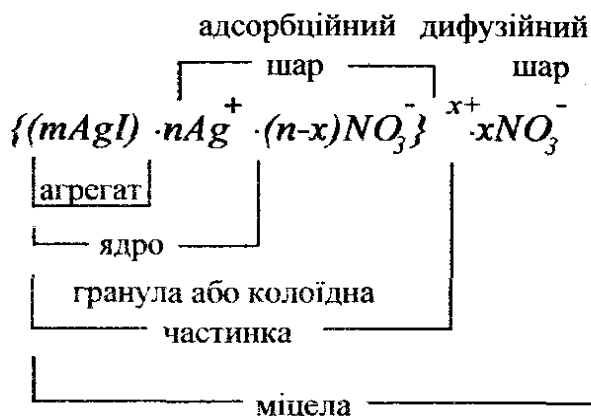 адсорбційний дифузійний
шар шар
{(mAgI) ·nAg⁺ ·(n-x)NO₃⁻}ˣ⁺ ·xNO₃⁻
агрегат
ядро
гранула або колоїдна
частинка
міцела